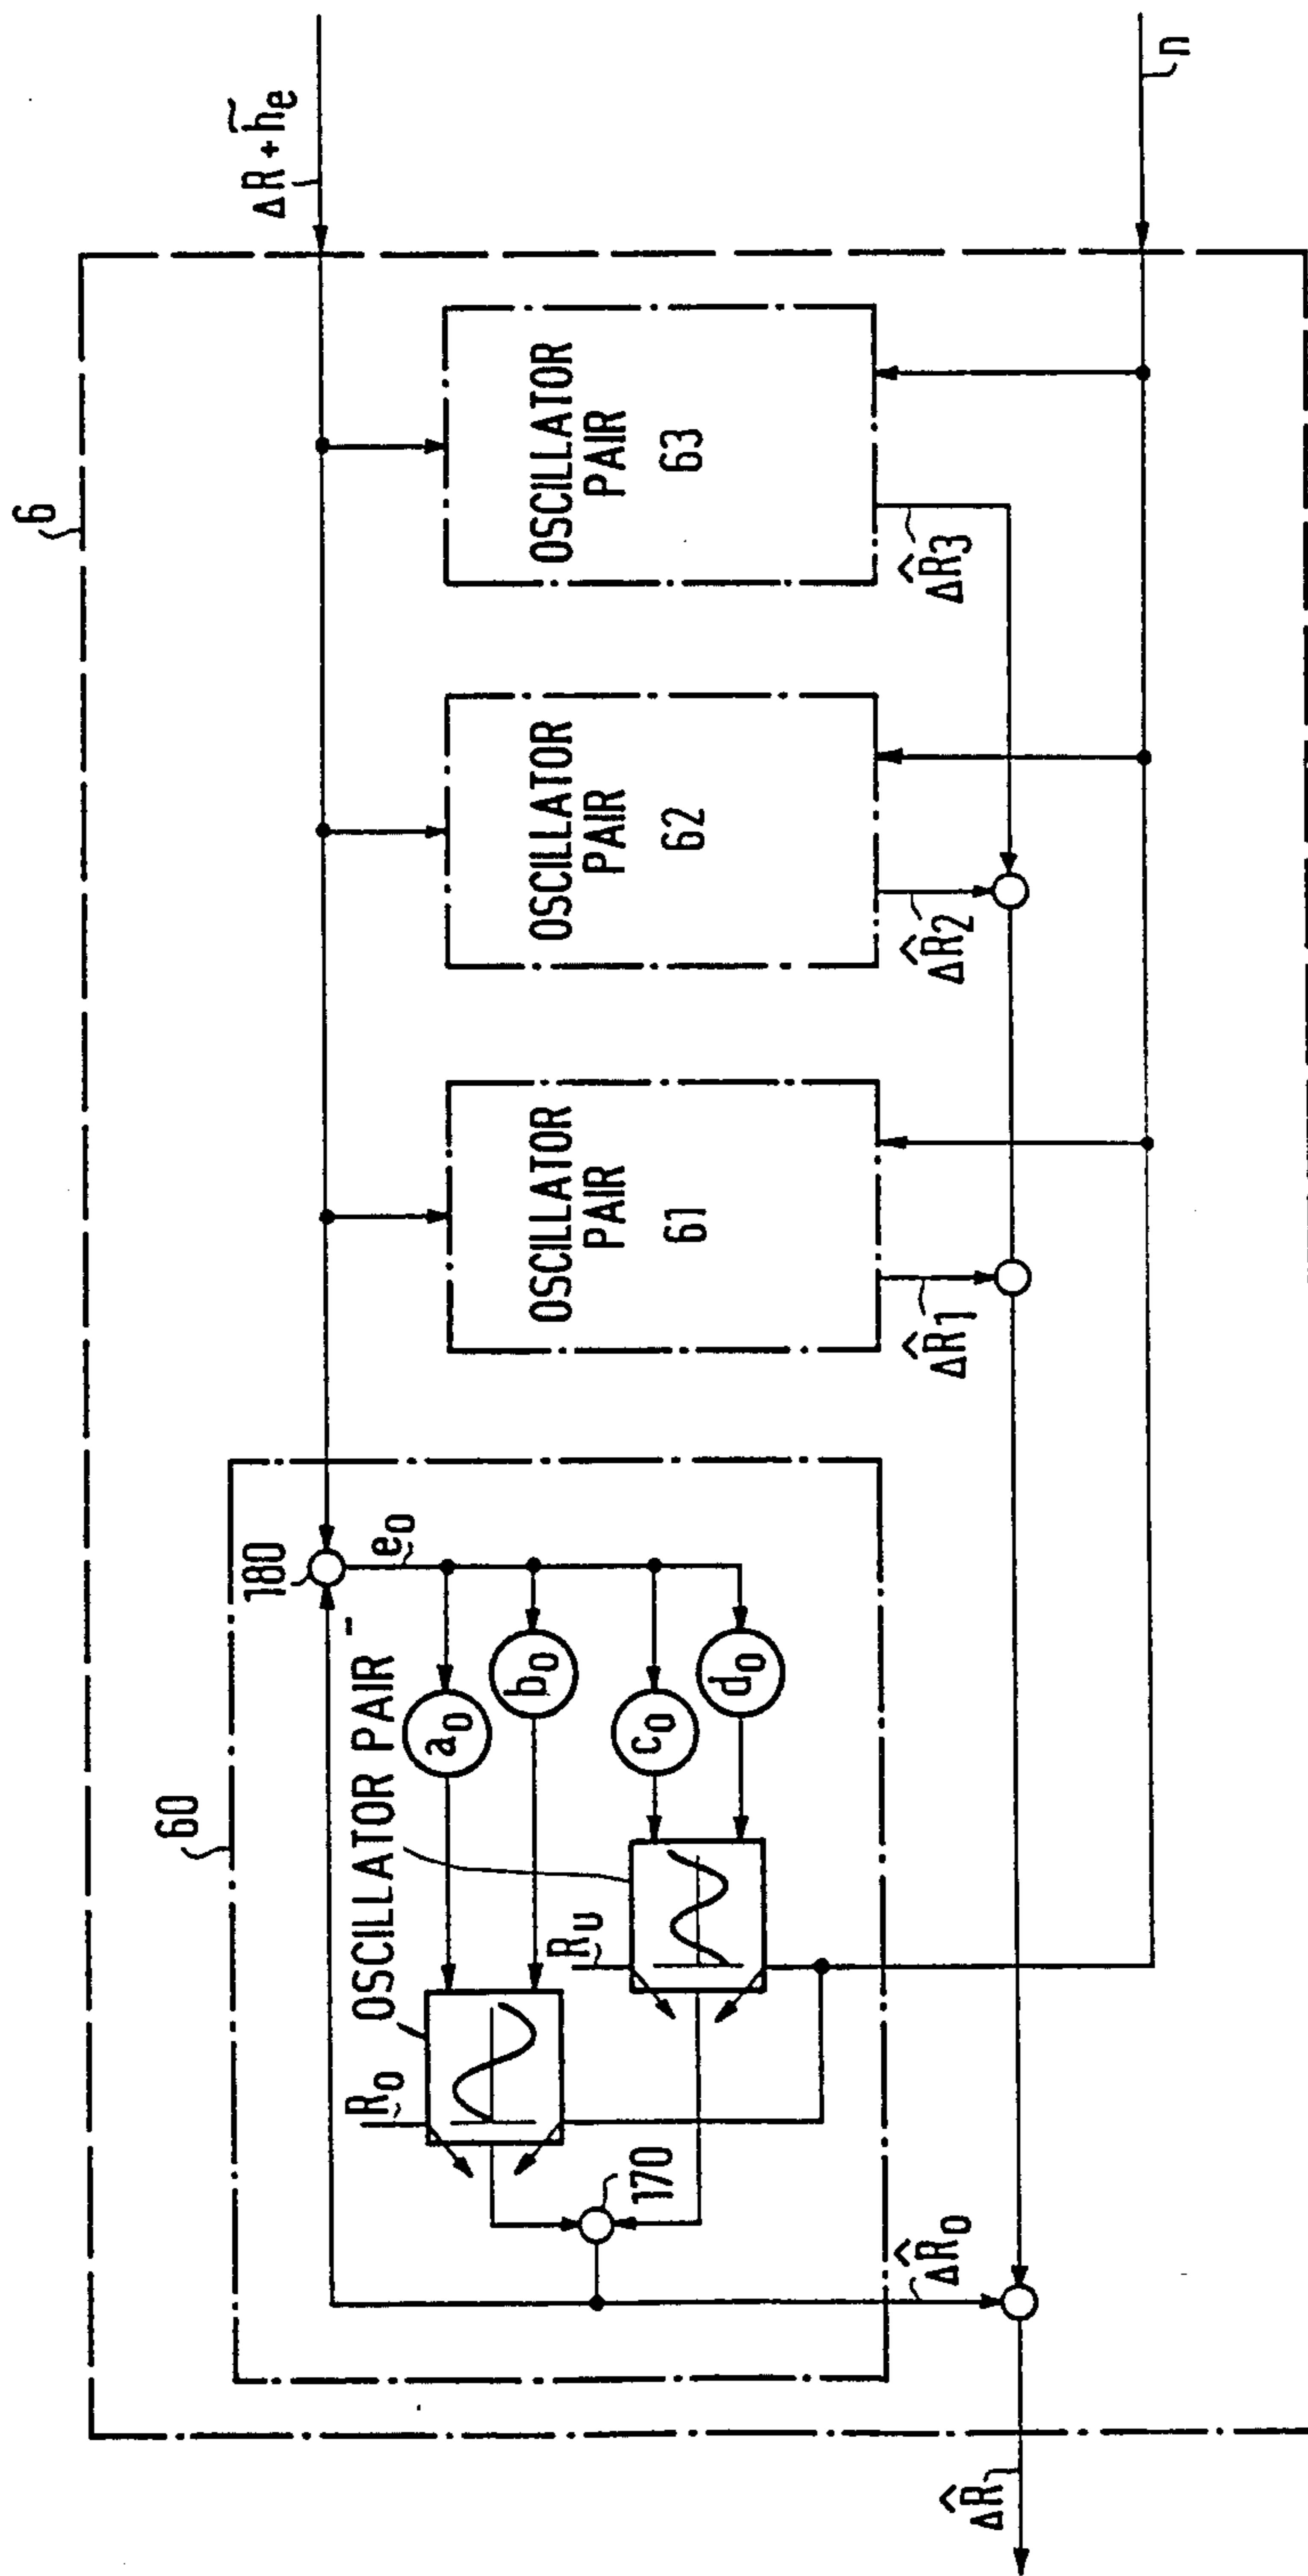 6
ΔR + h̃e
n
60
180
e0
OSCILLATOR PAIR
-
a0
b0
c0
d0
R0
Ru
170
ΔR̂0
OSCILLATOR
PAIR
61
ΔR̂1
OSCILLATOR
PAIR
62
ΔR̂2
OSCILLATOR
PAIR
63
ΔR̂3
ΔR̂